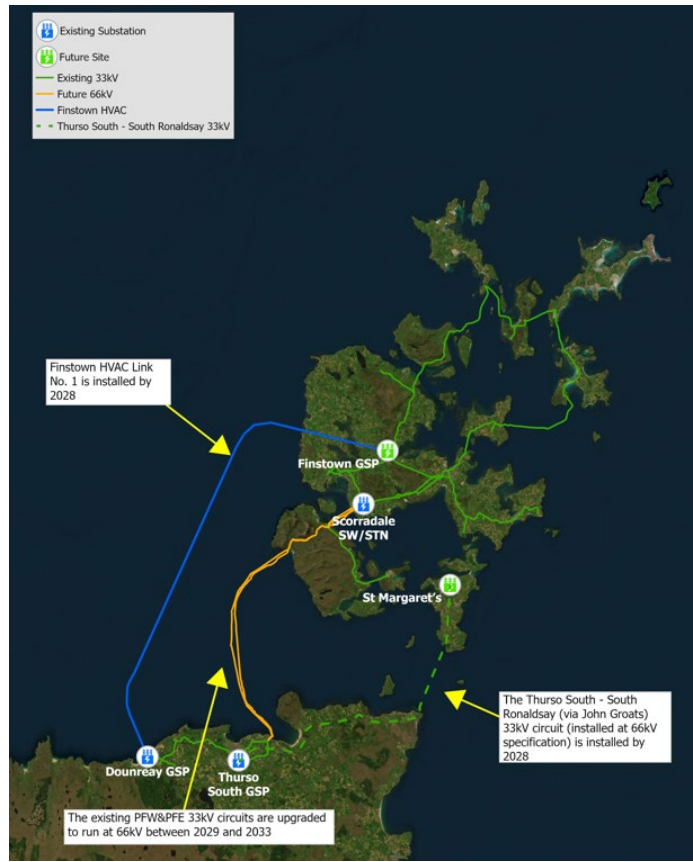 Existing Substation
Future Site
Existing 33kV
Future 66kV
Finstown HVAC
Thurso South - South Ronaldsay 33kV
Finstown HVAC Link
No. 1 is installed by
2028
Finstown GSP
Scorradale
SW/STN
St Margaret's
The Thurso South - South
Ronaldsay (via John Groats)
33kV circuit (installed at 66kV
specification) is installed by
2028
Dounreay GSP
Thurso
South GSP
The existing PFW&PFE 33kV circuits are upgraded
to run at 66kV between 2029 and 2033